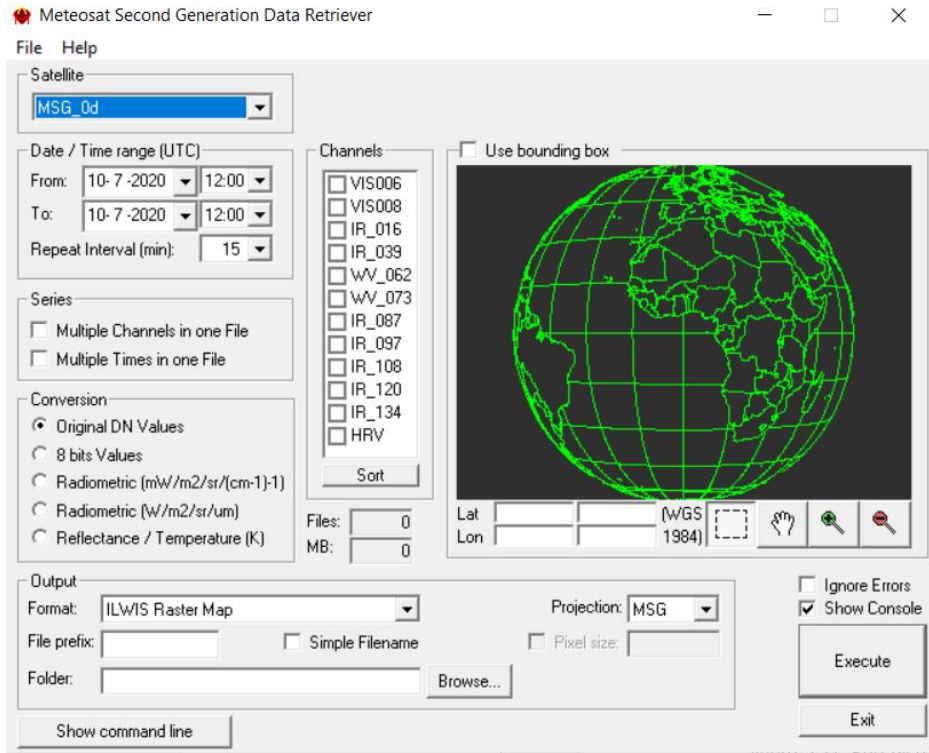 Meteosat Second Generation Data Retriever
File Help
Satellite
MSG_0d
Date / Time range (UTC)
From: 10- 7 -2020 12:00
To: 10- 7 -2020 12:00
Repeat Interval (min): 15
Series
Multiple Channels in one File
Multiple Times in one File
Conversion
Original DN Values
8 bits Values
Radiometric (mW/m2/sr/(cm-1)-1)
Radiometric (W/m2/sr/um)
Reflectance / Temperature (K)
Channels
VIS006
VIS008
IR_016
IR_039
WV_062
WV_073
IR_087
IR_097
IR_108
IR_120
IR_134
HRV
Sort
Files: 0
MB: 0
Use bounding box
Lat
Lon
(WGS
1984)
Output
Format: ILWIS Raster Map
Projection: MSG
File prefix:
Simple Filename
Pixel size:
Folder:
Browse...
Ignore Errors
Show Console
Execute
Exit
Show command line